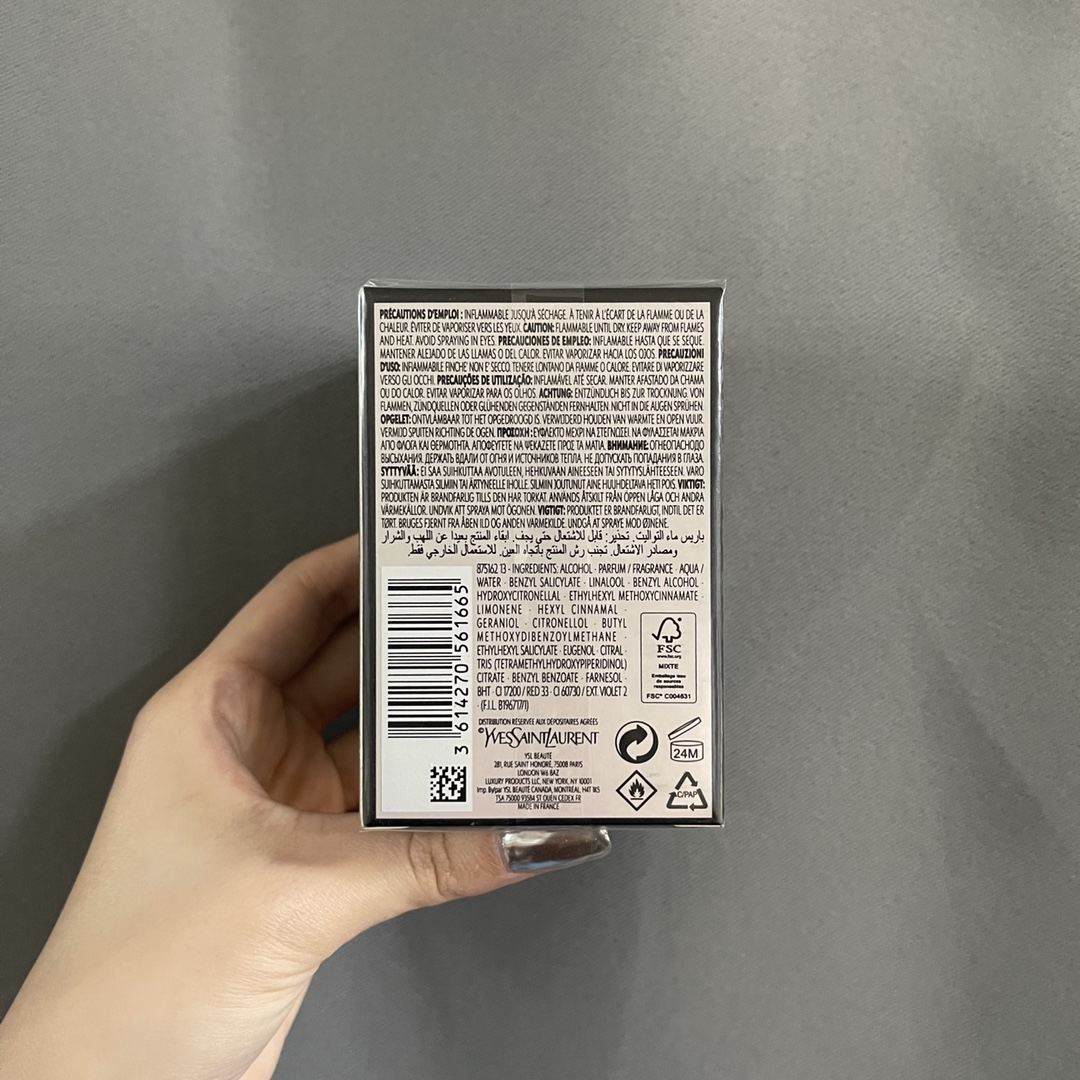 PRÉCAUTIONS D'EMPLOI : INFLAMMABLE JUSQU'À SÉCHAGE. À TENIR À L'ÉCART DE LA FLAMME OU DE LA
CHALEUR. ÉVITER DE VAPORISER VERS LES YEUX. CAUTION: FLAMMABLE UNTIL DRY. KEEP AWAY FROM FLAMES
AND HEAT. AVOID SPRAYING IN EYES. PRECAUCIONES DE EMPLEO: INFLAMABLE HASTA QUE SE SEQUE.
MANTENER ALEJADO DE LAS LLAMAS O DEL CALOR. EVITAR VAPORIZAR HACIA LOS OJOS. PRECAUZIONI
D'USO: INFIAMMABILE FINCHE' NON E' SECCO. TENERE LONTANO DA FIAMME O CALORE. EVITARE DI VAPORIZZARE
VERSO GLI OCCHI. PRECAUÇÕES DE UTILIZAÇÃO: INFLAMÁVEL ATÉ SECAR. MANTER AFASTADO DA CHAMA
OU DO CALOR. EVITAR VAPORIZAR PARA OS OLHOS. ACHTUNG: ENTZÜNDLICH BIS ZUR TROCKNUNG. VON
FLAMMEN, ZÜNDQUELLEN ODER GLÜHENDEN GEGENSTÄNDEN FERNHALTEN. NICHT IN DIE AUGEN SPRÜHEN.
OPGELET: ONTVLAMBAAR TOT HET OPGEDROOGD IS. VERWIJDERD HOUDEN VAN WARMTE EN OPEN VUUR.
VERMIJD SPUITEN RICHTING DE OGEN. ΠΡΟΣΟΧΗ : ΕΥΦΛΕΚΤΟ ΜΕΧΡΙ ΝΑ ΣΤΕΓΝΩΣΕΙ. ΝΑ ΦΥΛΑΣΣΕΤΑΙ ΜΑΚΡΙΑ
ΑΠΟ ΦΛΟΓΑ ΚΑΙ ΘΕΡΜΟΤΗΤΑ. ΑΠΟΦΕΥΓΕΤΕ ΝΑ ΨΕΚΑΖΕΤΕ ΠΡΟΣ ΤΑ ΜΑΤΙΑ. ВНИМАНИЕ: ОГНЕОПАСНО ДО
ВЫСЫХАНИЯ. ДЕРЖАТЬ ВДАЛИ ОТ ОГНЯ И ИСТОЧНИКОВ ТЕПЛА. НЕ ДОПУСКАТЬ ПОПАДАНИЯ В ГЛАЗА.
SYTTYVÄÄ: EI SAA SUIHKUTTAA AVOTULEEN, HEHKUVAAN AINEESEEN TAI SYTYTYSLÄHTEESEEN. VARO
SUIHKUTTAMASTA SILMIIN TAI ÄRTYNEELLE IHOLLE. SILMIIN JOUTUNUT AINE HUUHDELTAVA HETI POIS. VIKTIGT:
PRODUKTEN ÄR BRANDFARLIG TILLS DEN HAR TORKAT. ANVÄNDS ÅTSKILT FRÅN ÖPPEN LÅGA OCH ANDRA
VÄRMEKÄLLOR. UNDVIK ATT SPRAYA MOT ÖGONEN. VIGTIGT: PRODUKTET ER BRANDFARLIGT, INDTIL DET ER
TØRT. BRUGES FJERNT FRA ÅBEN ILD OG ANDEN VARMEKILDE. UNDGÅ AT SPRAYE MOD ØJNENE.
باريس ماء التواليت. تحذير: قابل للاشتعال حتى يجف. ابقاء المنتج بعيدا عن اللهب والشرار
ومصادر الاشتعال. تجنب رش المنتج باتجاه العين. للاستعمال الخارجي فقط.
875162 13 - INGREDIENTS: ALCOHOL · PARFUM / FRAGRANCE · AQUA /
WATER · BENZYL SALICYLATE · LINALOOL · BENZYL ALCOHOL ·
HYDROXYCITRONELLAL · ETHYLHEXYL METHOXYCINNAMATE ·
LIMONENE · HEXYL CINNAMAL ·
GERANIOL · CITRONELLOL · BUTYL
METHOXYDIBENZOYLMETHANE ·
ETHYLHEXYL SALICYLATE · EUGENOL · CITRAL ·
TRIS (TETRAMETHYLHYDROXYPIPERIDINOL)
CITRATE · BENZYL BENZOATE · FARNESOL ·
BHT · CI 17200 / RED 33 · CI 60730 / EXT. VIOLET 2
· (F.I.L. B196717/1)
3 614270 561665
FSC
www.fsc.org
MIXTE
Emballage issu
de sources
responsables
FSC® C004631
DISTRIBUTION RÉSERVÉE AUX DÉPOSITAIRES AGRÉÉS
©YVESSAINTLAURENT
YSL BEAUTÉ
281, RUE SAINT HONORÉ, 75008 PARIS
LONDON W6 8AZ
LUXURY PRODUCTS LLC, NEW YORK, NY 10001
Imp. By/par YSL BEAUTE CANADA, MONTREAL, H4T 1K5
TSA 75000 93584 ST OUEN CEDEX FR
MADE IN FRANCE
24M
C/PAP